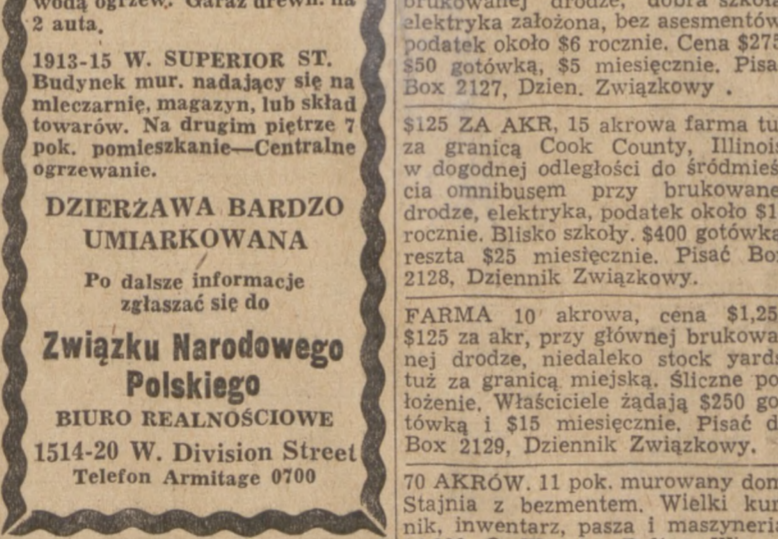 wodą ogrzew. Garaż drewn. na
2 auta.
1913-15 W. SUPERIOR ST.
Budynek mur. nadający się na
mleczarnię, magazyn, lub skład
towarów. Na drugim piętrze 7
pok. pomieszkanie—Centralne
ogrzewanie.
DZIERŻAWA BARDZO
UMIARKOWANA
Po dalsze informacje
zgłaszać się do
Związku Narodowego
Polskiego
BIURO REALNOŚCIOWE
1514-20 W. Division Street
Telefon Armitage 0700
brukowanej drodze, dobra
elektryka założona, bez asesmentów
podatek około $6 rocznie. Cena $275
$50 gotówką, $5 miesięcznie. Pisa
Box 2127, Dzien. Związkowy .
$125 ZA AKR, 15 akrowa farma tu
za granicą Cook County, Illinois
w dogodnej odległości do śródmieś
cia omnibusem przy brukowane
drodze, elektryka, podatek około $1
rocznie. Blisko szkoły. $400 gotówką
reszta $25 miesięcznie. Pisać Bo
2128, Dziennik Związkowy.
FARMA 10 akrowa, cena $1,25
$125 za akr, przy głównej brukowa
nej drodze, niedaleko stock yards
tuż za granicą miejską. Śliczne po
łożenie. Właściciele żądają $250 go
tówką i $15 miesięcznie. Pisać d
Box 2129, Dziennik Związkowy.
70 AKRÓW. 11 pok. murowany dom
Stajnia z bezmentem. Wielki kur
nik, inwentarz, pasza i maszyneria